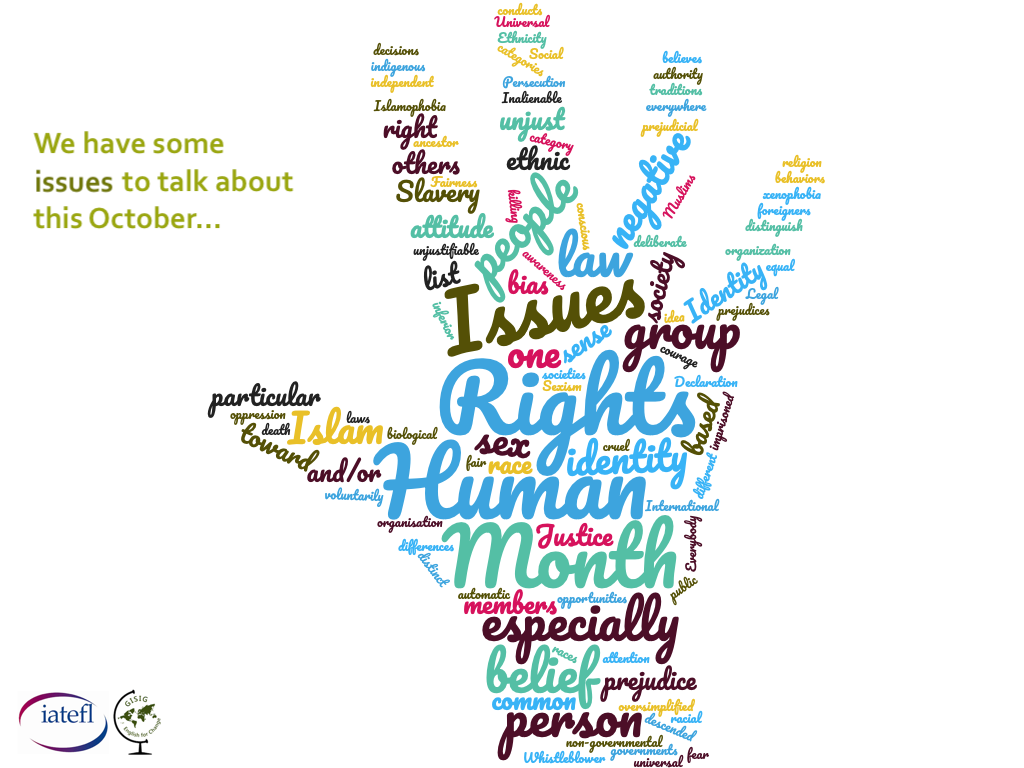 conducts
Universal
Ethnicity
categories
Social
decisions
indigenous
independent
believes
authority
traditions
everywhere
Persecution
Inalienable
Islamophobia
right
ancestor
unjust
category
prejudicial
We have some
issues to talk about
this October...
others
Fairness
Slavery
ethnic
people
killing
conscious
negative
Muslims
religion
behaviors
xenophobia
foreigners
distinguish
attitude
unjustifiable
list
awareness
bias
law
deliberate
society
organization
equal
Identity
Legal
prejudices
inferior
Issues
idea
group
courage
one
sense
societies
Sexism
Rights
Declaration
particular
oppression
laws
death
Islam
biological
toward
based
imprisoned
sex
cruel
fair
race
identity
different
and/or
voluntarily
Human
International
organisation
differences
distinct
Justice
Month
Everybody
public
automatic
members
opportunities
especially
races
attention
belief
prejudice
common
oversimplified
racial
descended
person
non-governmental
governments
Whistleblower
universal
fear
iatefl
GISIG
English for Change